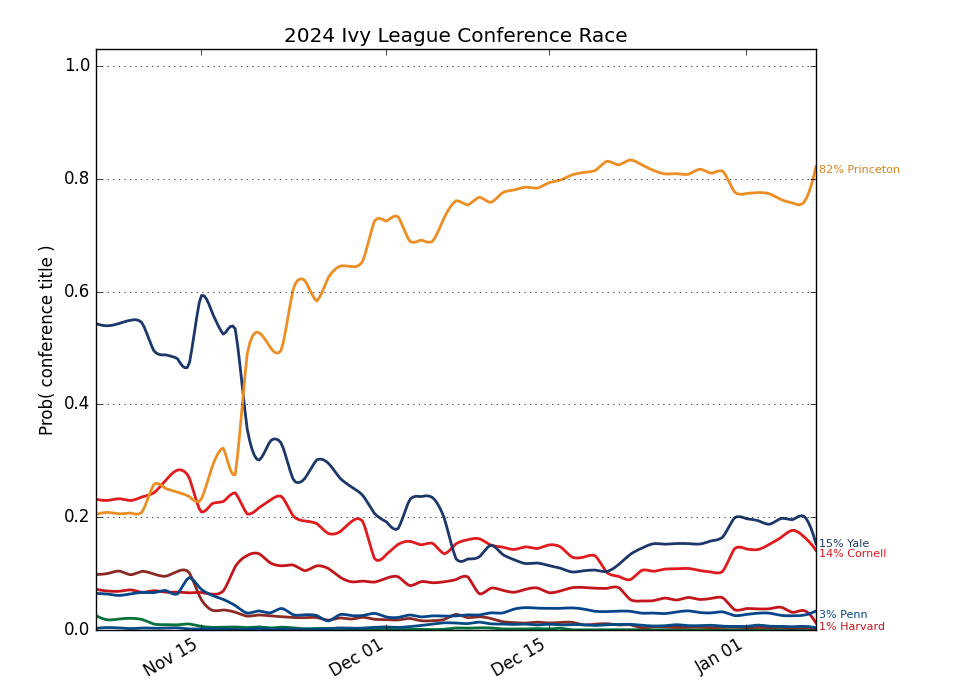 2024 Ivy League Conference Race
Prob( conference title )
1.0
0.8
0.6
0.4
0.2
0.0
82% Princeton
15% Yale
14% Cornell
3% Penn
1% Harvard
Nov 15
Dec 01
Dec 15
Jan 01